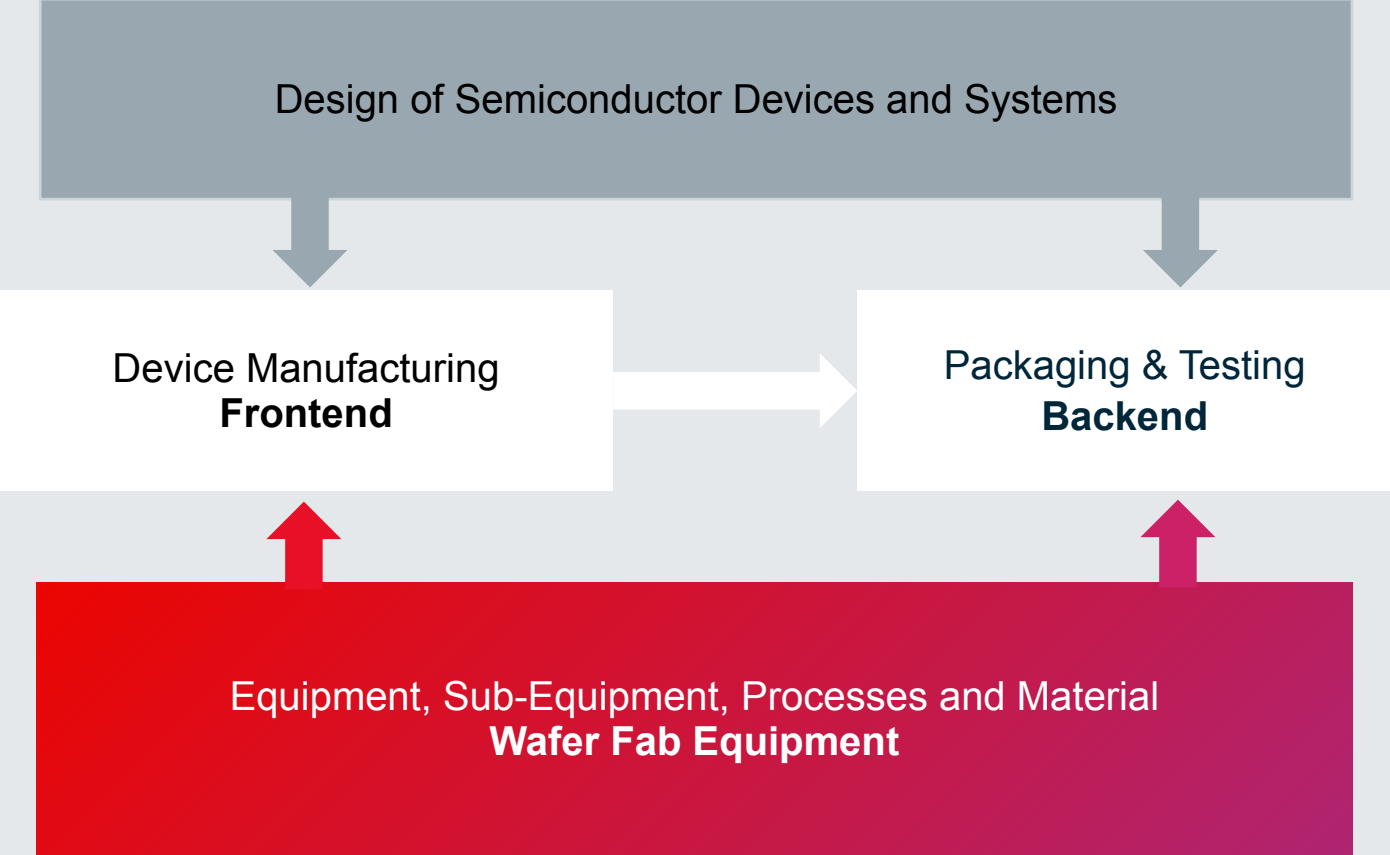 Design of Semiconductor Devices and Systems
Device Manufacturing
Frontend
Packaging & Testing
Backend
Equipment, Sub-Equipment, Processes and Material
Wafer Fab Equipment